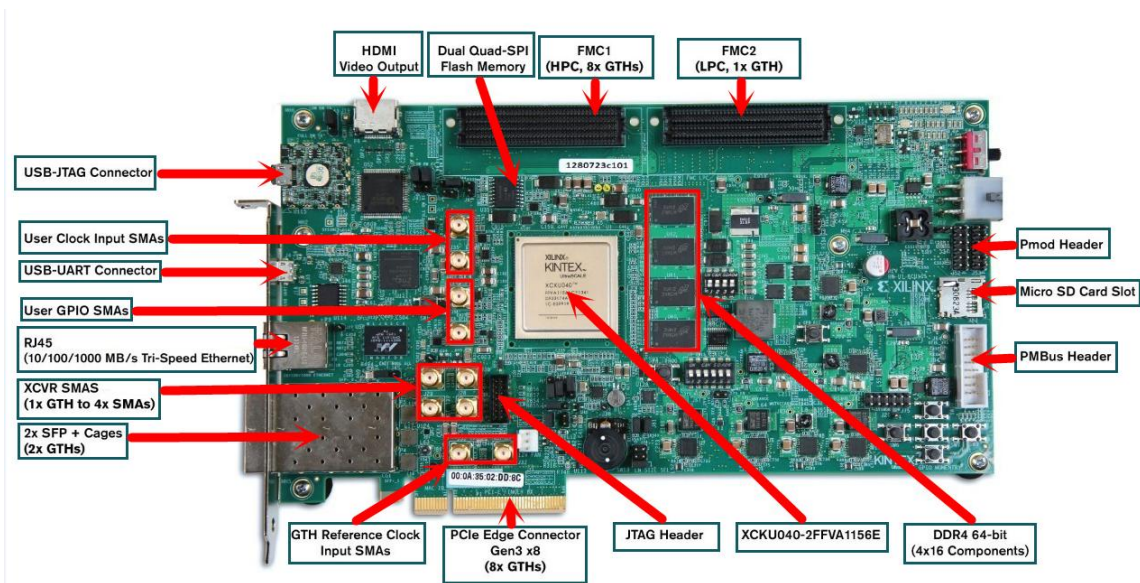 HDMI
Video Output
Dual Quad-SPI
Flash Memory
FMC1
(HPC, 8x GTHs)
FMC2
(LPC, 1x GTH)
1280723c101
USB-JTAG Connector
User Clock Input SMAs
USB-UART Connector
User GPIO SMAs
RJ45
(10/100/1000 MB/s Tri-Speed Ethernet)
XCVR SMAS
(1x GTH to 4x SMAs)
2x SFP + Cages
(2x GTHs)
XILINX
KINTEX
UltraSCALE
XCKU040
XILINX
Pmod Header
Micro SD Card Slot
PMBus Header
KINTEX
00:0A:35:02:DD:8C
GTH Reference Clock
Input SMAs
PCIe Edge Connector
Gen3 x8
(8x GTHs)
JTAG Header
XCKU040-2FFVA1156E
DDR4 64-bit
(4x16 Components)